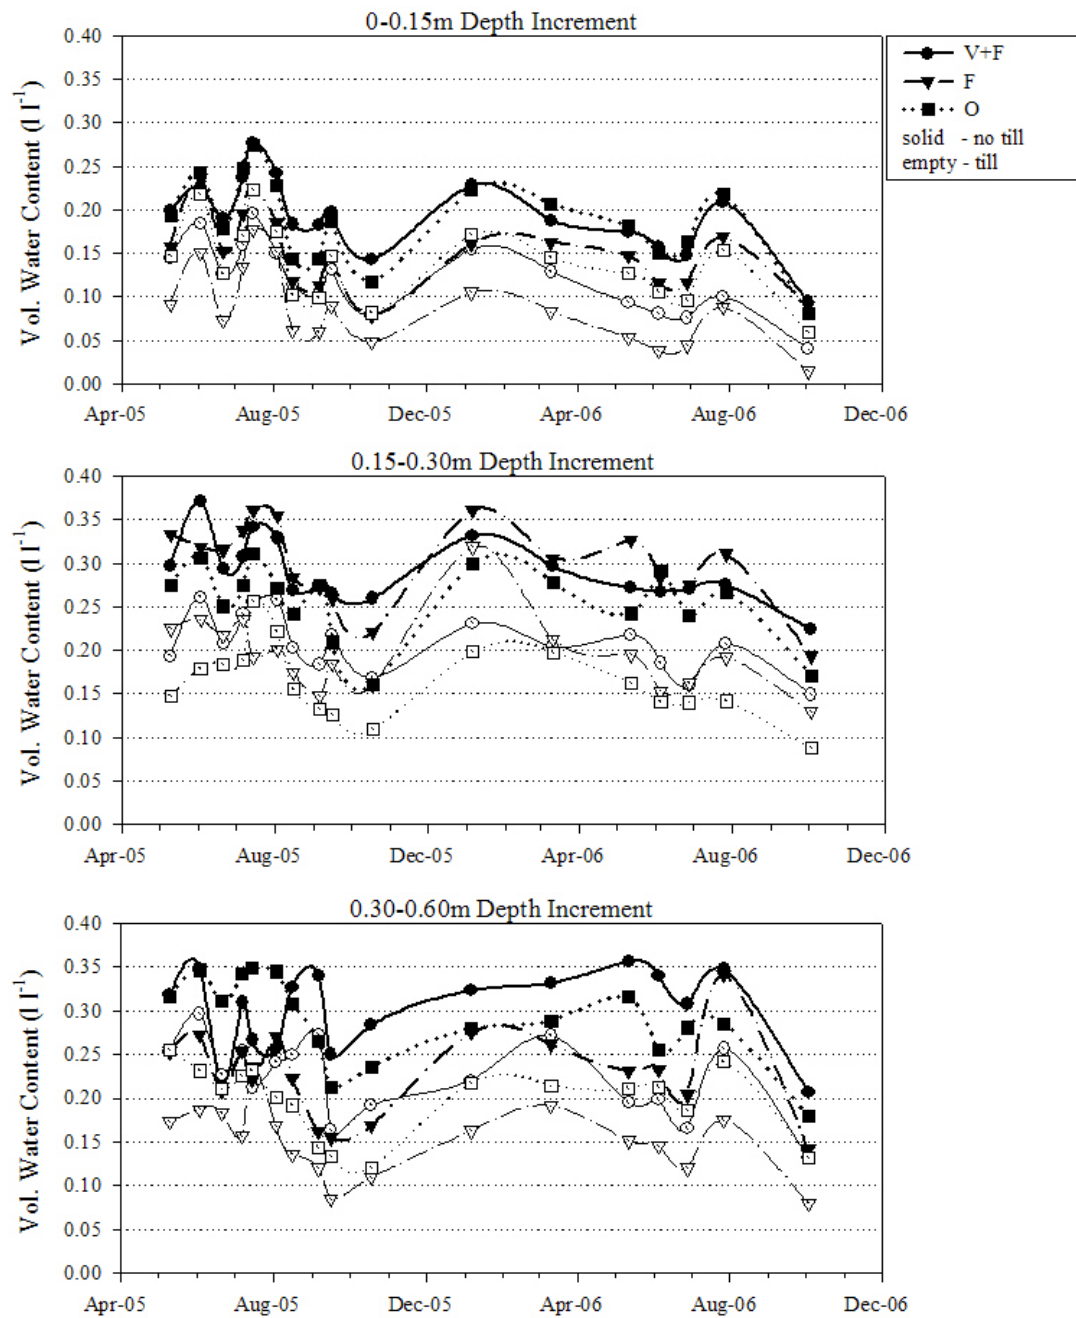 0-0.15m Depth Increment
0.40
0.35
0.30
0.25
0.20
0.15
0.10
0.05
0.00
Vol. Water Content (l l⁻¹)
Apr-05 Aug-05 Dec-05 Apr-06 Aug-06 Dec-06
V+F
F
O
solid - no till
empty - till
0.15-0.30m Depth Increment
0.40
0.35
0.30
0.25
0.20
0.15
0.10
0.05
0.00
Vol. Water Content (l l⁻¹)
Apr-05 Aug-05 Dec-05 Apr-06 Aug-06 Dec-06
0.30-0.60m Depth Increment
0.40
0.35
0.30
0.25
0.20
0.15
0.10
0.05
0.00
Vol. Water Content (l l⁻¹)
Apr-05 Aug-05 Dec-05 Apr-06 Aug-06 Dec-06